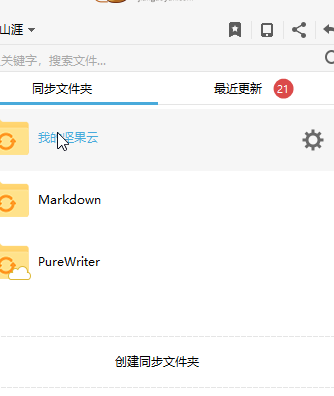 山涯
关键字，搜索文件...
同步文件夹
最近更新 21
我的坚果云
Markdown
PureWriter
创建同步文件夹